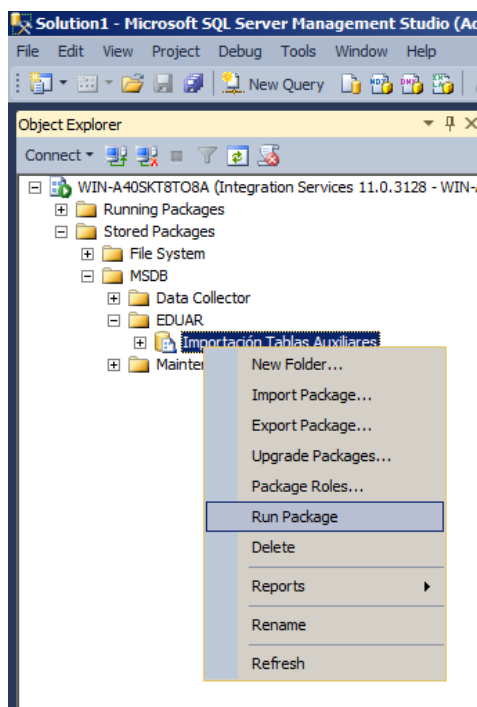 Solution1 - Microsoft SQL Server Management Studio (Ad
File Edit View Project Debug Tools Window Help
New Query
Object Explorer
Connect
WIN-A40SKT8TO8A (Integration Services 11.0.3128 - WIN-
Running Packages
Stored Packages
File System
MSDB
Data Collector
EDUAR
Importación Tablas Auxiliares
Mainte
New Folder...
Import Package...
Export Package...
Upgrade Packages...
Package Roles...
Run Package
Delete
Reports
Rename
Refresh